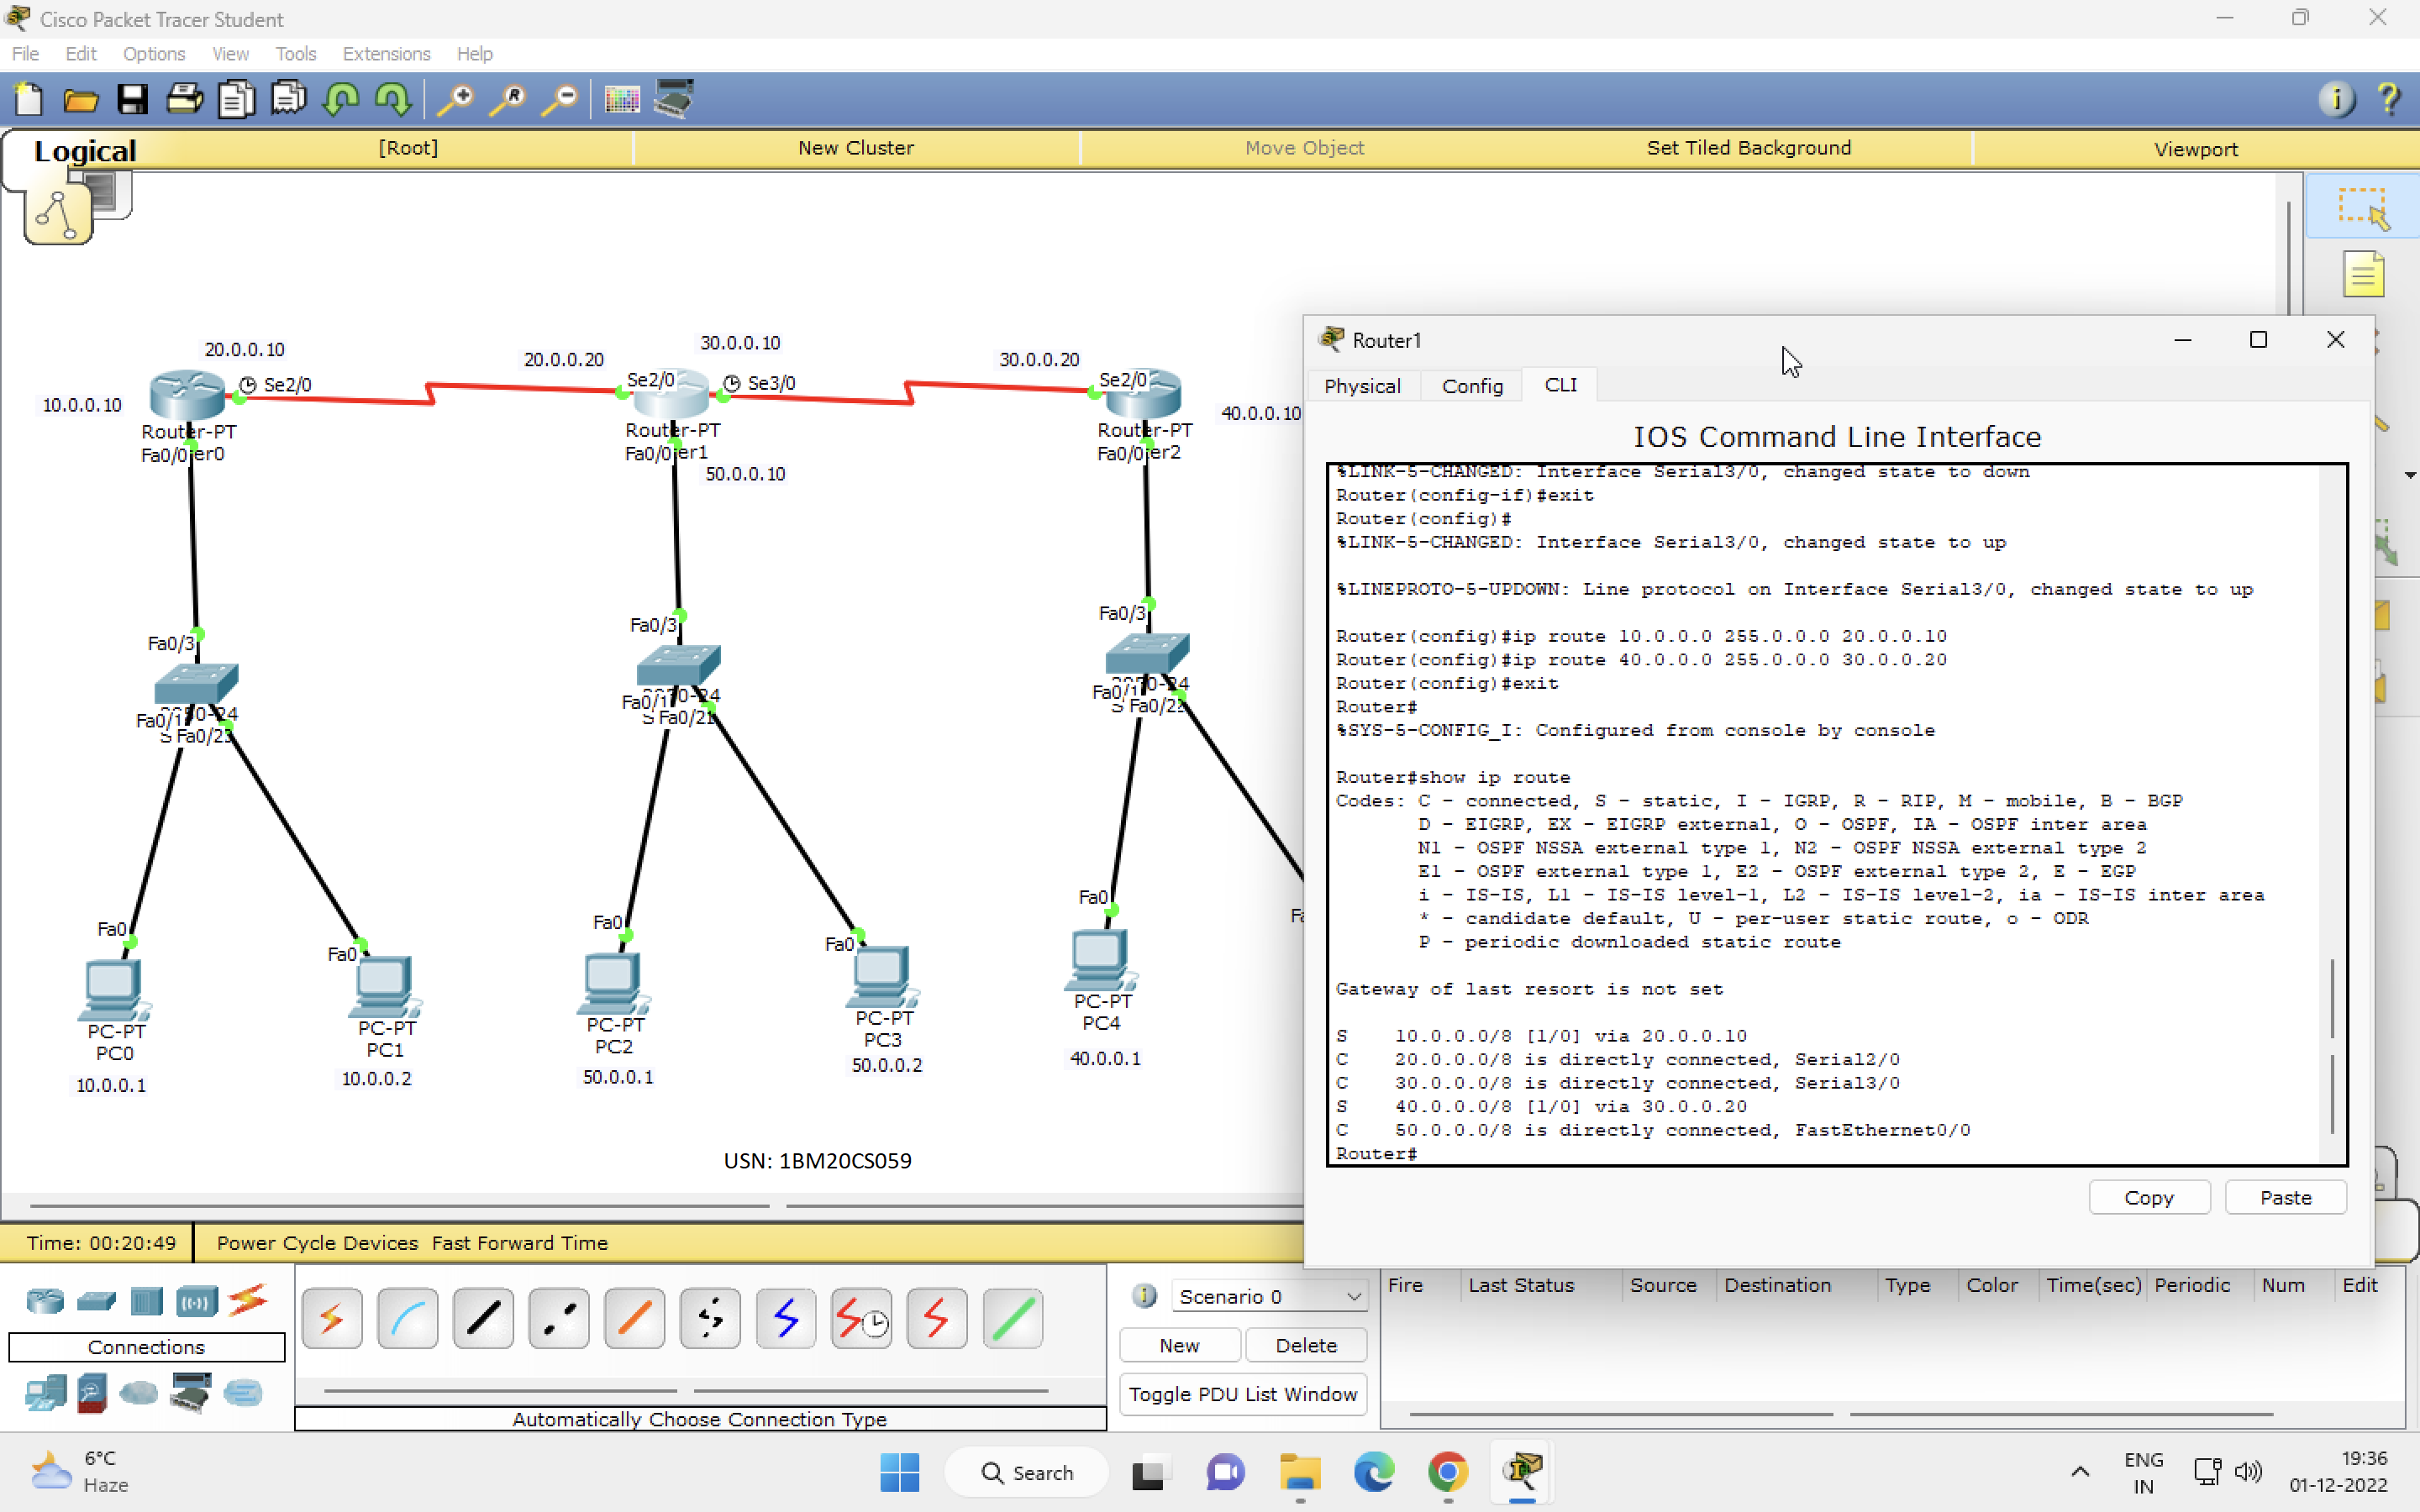 Cisco Packet Tracer Student
File Edit Options View Tools Extensions Help
Logical [Root] New Cluster Move Object Set Tiled Background Viewport
20.0.0.10
20.0.0.20
30.0.0.10
30.0.0.20
10.0.0.10
Se2/0
Se2/0
Se3/0
Se2/0
40.0.0.10
Router-PT
Fa0/0
er0
Router-PT
Fa0/0
er1
50.0.0.10
Router-PT
Fa0/0
er2
Fa0/3
Fa0/3
Fa0/3
Fa0/1
50-24
S Fa0/23
Fa0/1
-24
S Fa0/21
Fa0/1
50-24
S Fa0/2
Fa0
Fa0
Fa0
Fa0
Fa0
PC-PT
PC0
10.0.0.1
PC-PT
PC1
10.0.0.2
PC-PT
PC2
50.0.0.1
PC-PT
PC3
50.0.0.2
PC-PT
PC4
40.0.0.1
USN: 1BM20CS059
Router1
Physical Config CLI
IOS Command Line Interface
%LINK-5-CHANGED: Interface Serial3/0, changed state to down
Router(config-if)#exit
Router(config)#
%LINK-5-CHANGED: Interface Serial3/0, changed state to up
%LINEPROTO-5-UPDOWN: Line protocol on Interface Serial3/0, changed state to up
Router(config)#ip route 10.0.0.0 255.0.0.0 20.0.0.10
Router(config)#ip route 40.0.0.0 255.0.0.0 30.0.0.20
Router(config)#exit
Router#
%SYS-5-CONFIG_I: Configured from console by console
Router#show ip route
Codes: C - connected, S - static, I - IGRP, R - RIP, M - mobile, B - BGP
D - EIGRP, EX - EIGRP external, O - OSPF, IA - OSPF inter area
N1 - OSPF NSSA external type 1, N2 - OSPF NSSA external type 2
E1 - OSPF external type 1, E2 - OSPF external type 2, E - EGP
i - IS-IS, L1 - IS-IS level-1, L2 - IS-IS level-2, ia - IS-IS inter area
* - candidate default, U - per-user static route, o - ODR
P - periodic downloaded static route
Gateway of last resort is not set
S 10.0.0.0/8 [1/0] via 20.0.0.10
C 20.0.0.0/8 is directly connected, Serial2/0
C 30.0.0.0/8 is directly connected, Serial3/0
S 40.0.0.0/8 [1/0] via 30.0.0.20
C 50.0.0.0/8 is directly connected, FastEthernet0/0
Router#
Copy Paste
Time: 00:20:49 Power Cycle Devices Fast Forward Time
Connections
Automatically Choose Connection Type
Scenario 0
New Delete
Toggle PDU List Window
Fire Last Status Source Destination Type Color Time(sec) Periodic Num Edit
6°C
Haze
Search
ENG
IN
19:36
01-12-2022